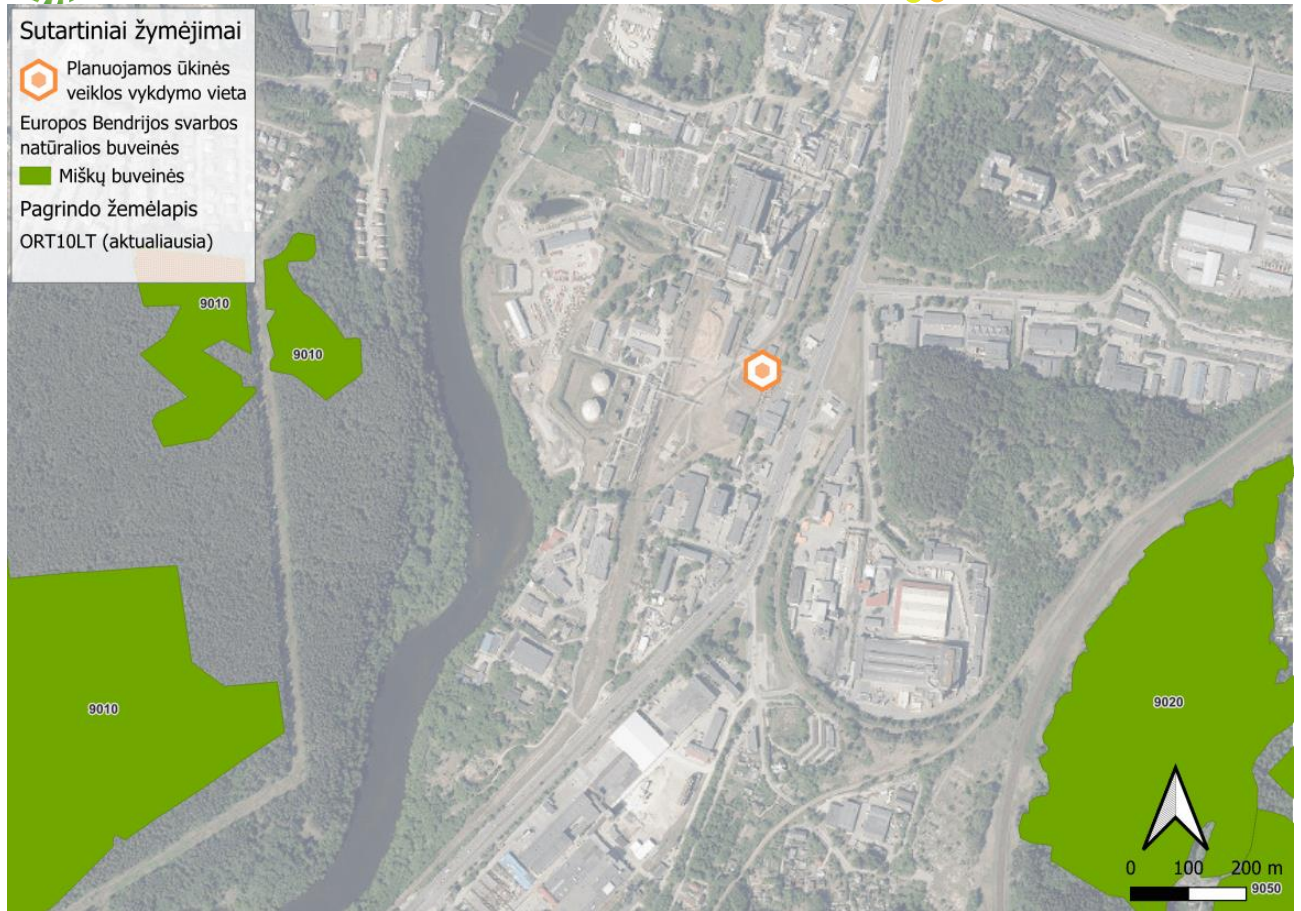 Sutartiniai žymėjimai
Planuojamos ūkinės
veiklos vykdymo vieta
Europos Bendrijos svarbos
natūralios buveinės
Miškų buveinės
Pagrindo žemėlapis
ORT10LT (aktualiausia)
9010
9010
9010
9020
0 100 200 m
9050